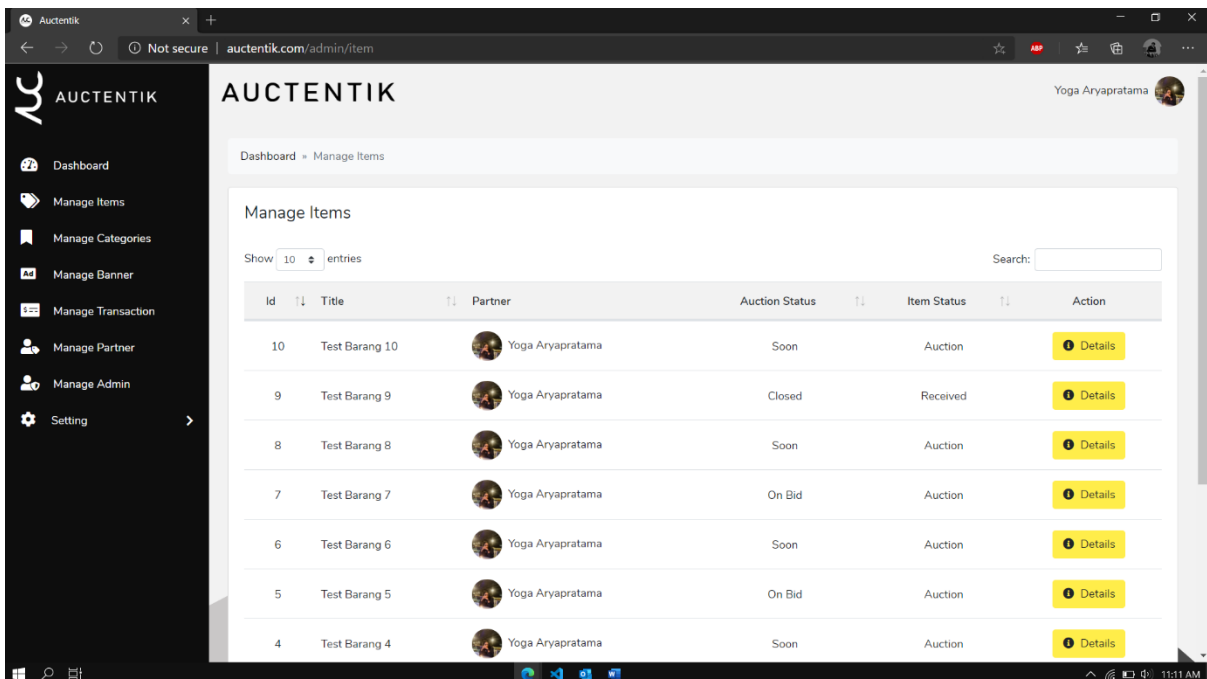 Auctentik
Not secure | auctentik.com/admin/item
ABP
AUCTENTIK
AUCTENTIK
Yoga Aryapratama
Dashboard
Manage Items
Manage Categories
Ad Manage Banner
Manage Transaction
Manage Partner
Manage Admin
Setting
Dashboard » Manage Items
Manage Items
Show 10 entries
Search:
Id Title Partner Auction Status Item Status Action
10 Test Barang 10 Yoga Aryapratama Soon Auction Details
9 Test Barang 9 Yoga Aryapratama Closed Received Details
8 Test Barang 8 Yoga Aryapratama Soon Auction Details
7 Test Barang 7 Yoga Aryapratama On Bid Auction Details
6 Test Barang 6 Yoga Aryapratama Soon Auction Details
5 Test Barang 5 Yoga Aryapratama On Bid Auction Details
4 Test Barang 4 Yoga Aryapratama Soon Auction Details
11:11 AM